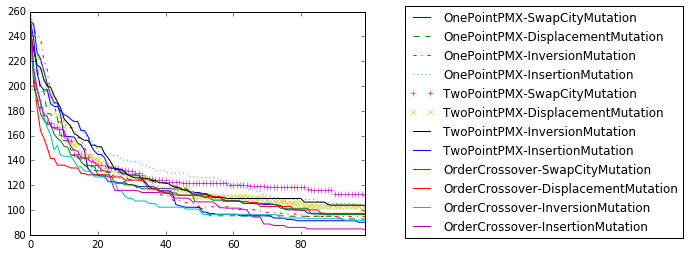 260
240
220
200
180
160
140
120
100
80
0
20
40
60
80
OnePointPMX-SwapCityMutation
OnePointPMX-DisplacementMutation
OnePointPMX-InversionMutation
OnePointPMX-InsertionMutation
TwoPointPMX-SwapCityMutation
TwoPointPMX-DisplacementMutation
TwoPointPMX-InversionMutation
TwoPointPMX-InsertionMutation
OrderCrossover-SwapCityMutation
OrderCrossover-DisplacementMutation
OrderCrossover-InversionMutation
OrderCrossover-InsertionMutation